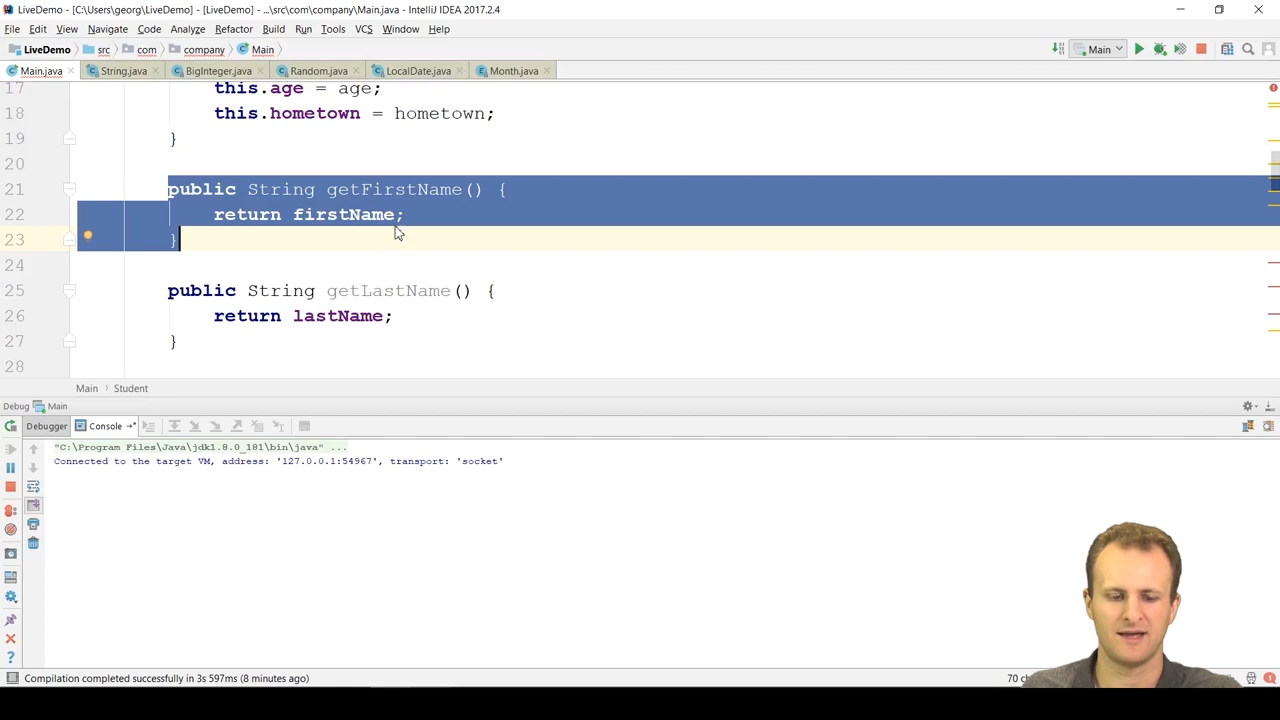 LiveDemo - [C:\Users\georg\LiveDemo] - [LiveDemo] - ...\src\com\company\Main.java - IntelliJ IDEA 2017.2.4
File Edit View Navigate Code Analyze Refactor Build Run Tools VCS Window Help
LiveDemo src com company Main Main
Main.java String.java BigInteger.java Random.java LocalDate.java Month.java
17 this.age = age;
18 this.hometown = hometown;
19 }
20
21 public String getFirstName() {
22 return firstName;
23 }
24
25 public String getLastName() {
26 return lastName;
27 }
28
Main › Student
Debug Main
Debugger Console
"C:\Program Files\Java\jdk1.8.0_181\bin\java" ...
Connected to the target VM, address: '127.0.0.1:54967', transport: 'socket'
Compilation completed successfully in 3s 597ms (8 minutes ago) 70